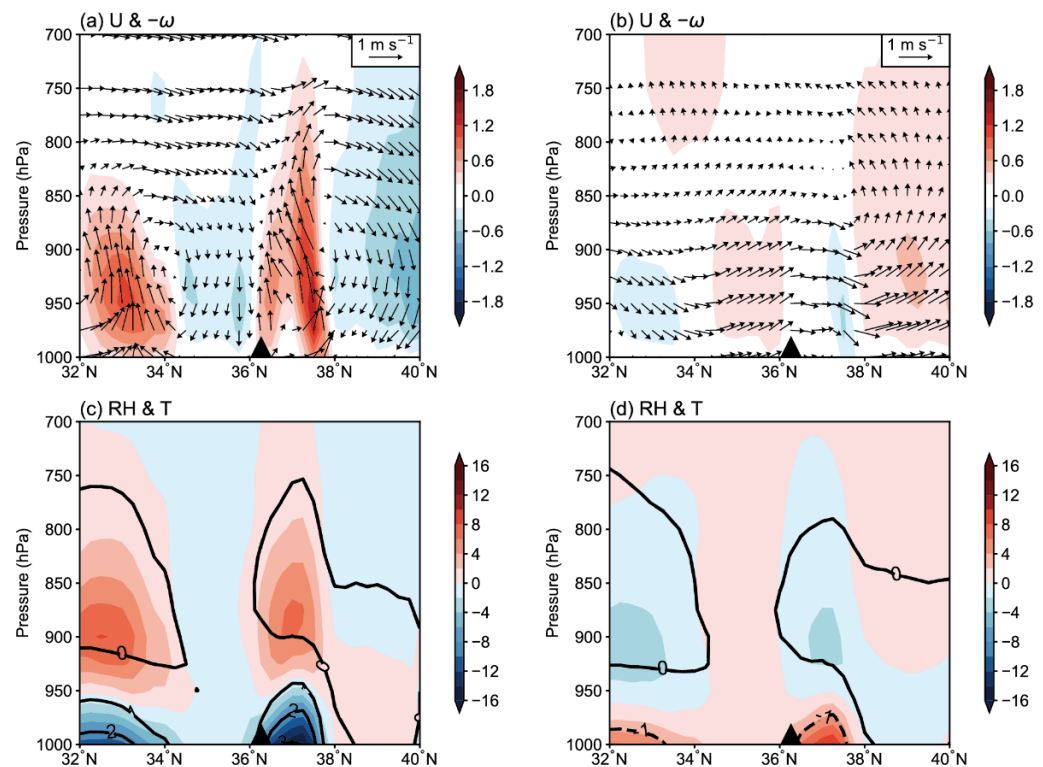 (a) U & −ω
(b) U & −ω
1 m s⁻¹
1 m s⁻¹
Pressure (hPa)
700
750
800
850
900
950
1000
32°N
34°N
36°N
38°N
40°N
1.8
1.2
0.6
0.0
−0.6
−1.2
−1.8
Pressure (hPa)
700
750
800
850
900
950
1000
32°N
34°N
36°N
38°N
40°N
1.8
1.2
0.6
0.0
−0.6
−1.2
−1.8
(c) RH & T
(d) RH & T
Pressure (hPa)
700
750
800
850
900
950
1000
32°N
34°N
36°N
38°N
40°N
0
0
2
2
16
12
8
4
0
−4
−8
−12
−16
Pressure (hPa)
700
750
800
850
900
950
1000
32°N
34°N
36°N
38°N
40°N
0
0
-1
-1
16
12
8
4
0
−4
−8
−12
−16